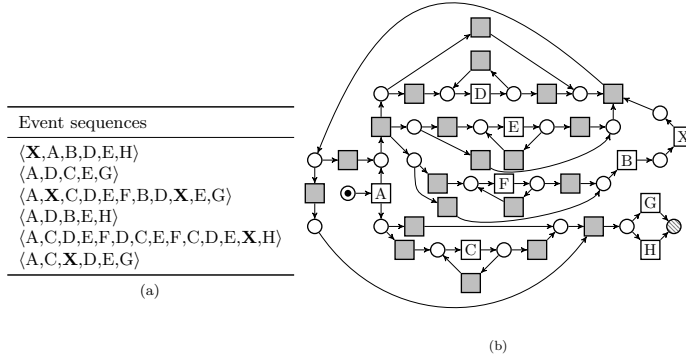 Event sequences
⟨X,A,B,D,E,H⟩
⟨A,D,C,E,G⟩
⟨A,X,C,D,E,F,B,D,X,E,G⟩
⟨A,D,B,E,H⟩
⟨A,C,D,E,F,D,C,E,F,C,D,E,X,H⟩
⟨A,C,X,D,E,G⟩
(a)
D
E
X
B
F
A
G
C
H
(b)